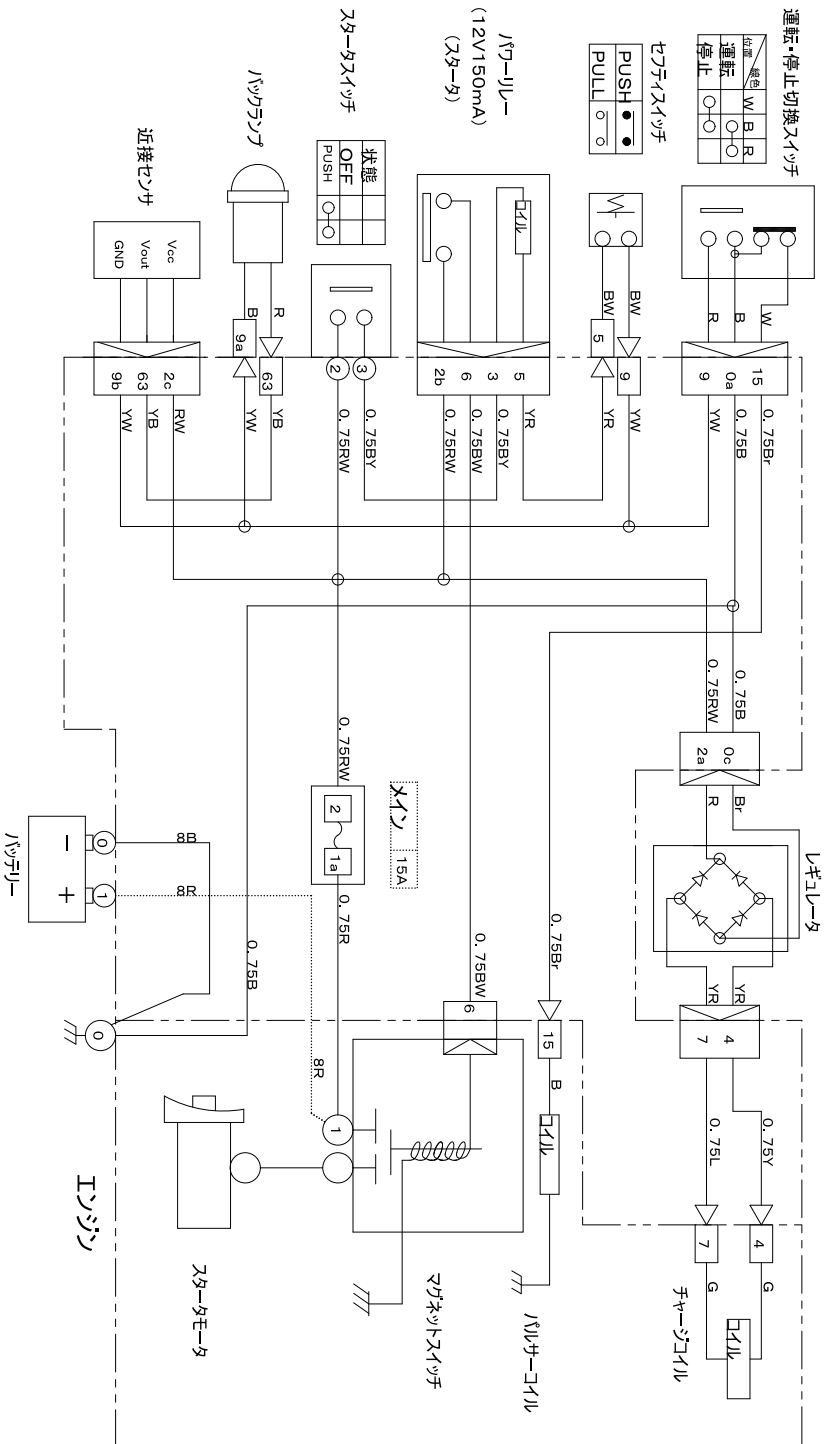 運転・停止切換スイッチ
位置 線色 W B R
運転
停止
15 W 0.75Br
0a B 0.75B
9 R YW
セフティスイッチ
PUSH
PULL
BW 9 YW
BW 5 YR
パワーリレー
(12V150mA)
(スタータ)
コイル
5 YR
3 0.75BY
6 0.75BW
2b 0.75RW
スタータスイッチ
状態
OFF
PUSH
3 0.75BY
2 0.75RW
バックランプ
R 63 YB
B 9a YW
近接センサ
Vcc 2c RW
Vout 63 YB
GND 9b YW
0.75B 0c Br
0.75RW 2a R
レギュレータ
YR 4 0.75Y 4 G
YR 7 0.75L 7 G
コイル
チャージコイル
0.75Br 15 B コイル
パルサーコイル
0.75BW 6
マグネットスイッチ
メイン 15A
0.75RW 2 1a 0.75R 1
8R
スタータモータ
0.75B
0
8B
8R
0
1
−
+
バッテリー
エンジン